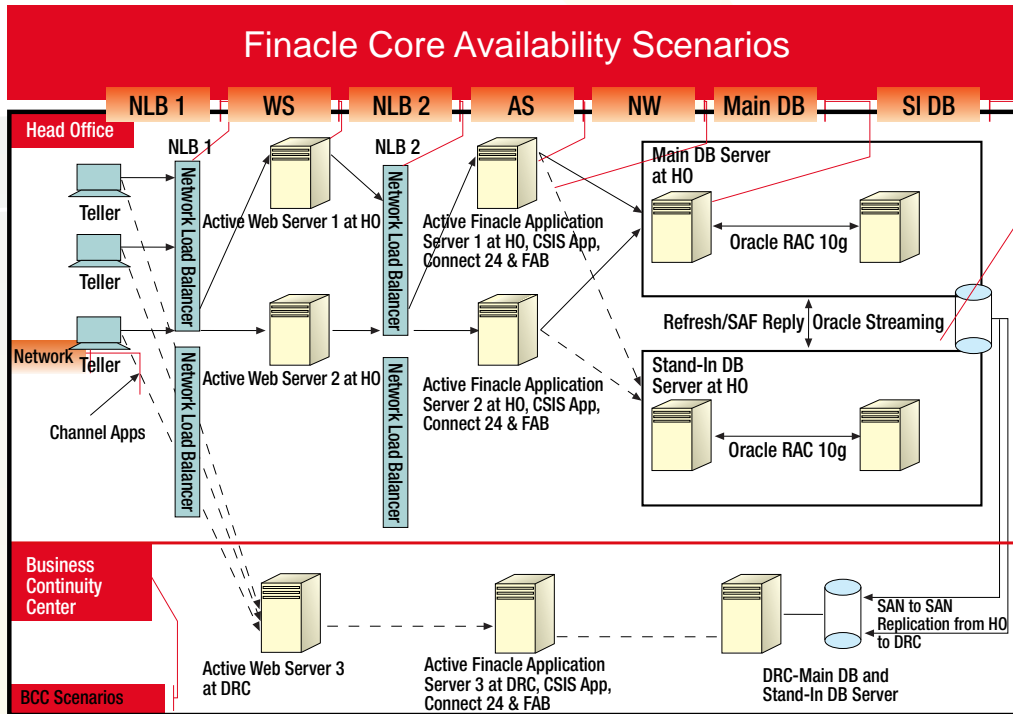 Finacle Core Availability Scenarios
NLB 1
WS
NLB 2
AS
NW
Main DB
SI DB
Head Office
NLB 1
NLB 2
Main DB Server
at HO
Teller
Teller
Teller
Network Load Balancer
Network Load Balancer
Active Web Server 1 at HO
Active Finacle Application
Server 1 at HO, CSIS App,
Connect 24 & FAB
Oracle RAC 10g
Refresh/SAF Reply
Oracle Streaming
Network
Channel Apps
Network Load Balancer
Network Load Balancer
Active Web Server 2 at HO
Active Finacle Application
Server 2 at HO, CSIS App,
Connect 24 & FAB
Stand-In DB
Server at HO
Oracle RAC 10g
Business
Continuity
Center
SAN to SAN
Replication from HO
to DRC
Active Web Server 3
at DRC
Active Finacle Application
Server 3 at DRC, CSIS App,
Connect 24 & FAB
DRC-Main DB and
Stand-In DB Server
BCC Scenarios